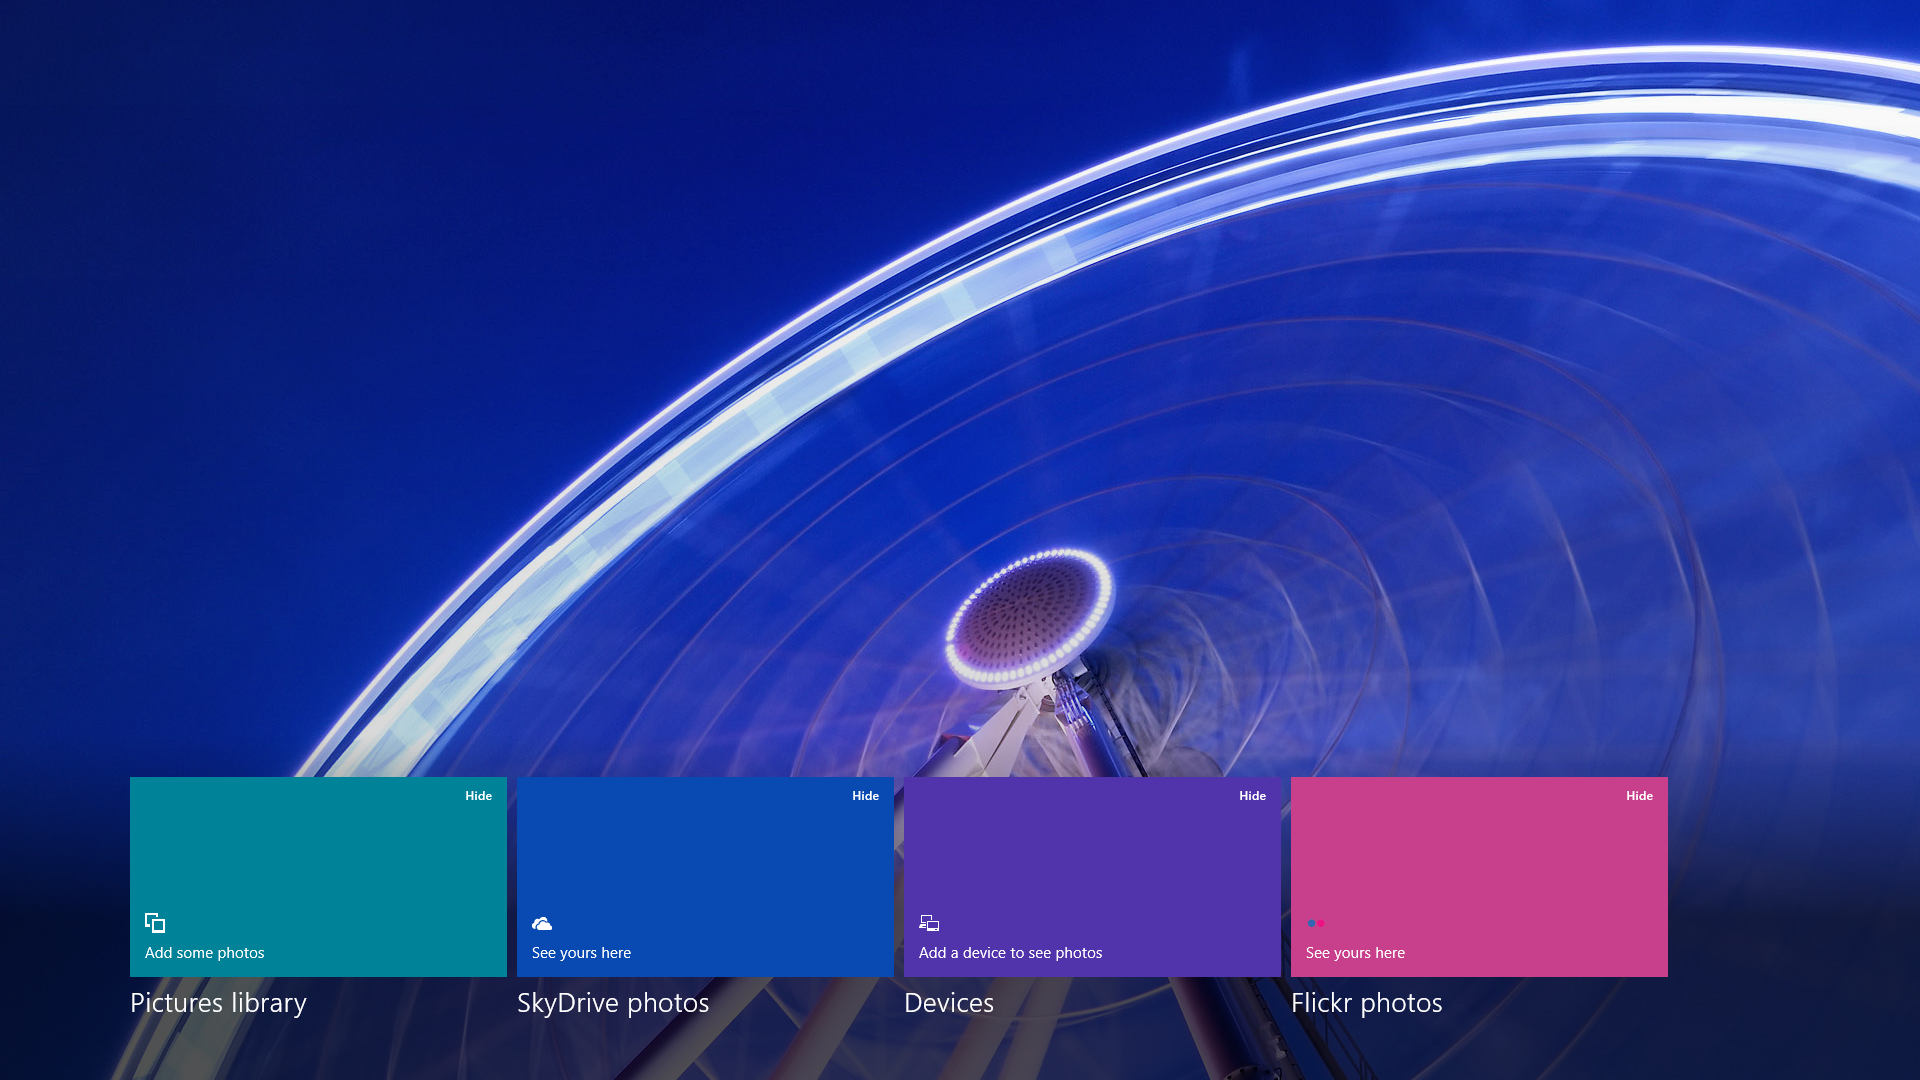 Hide
Hide
Hide
Hide
Add some photos
See yours here
Add a device to see photos
See yours here
Pictures library
SkyDrive photos
Devices
Flickr photos